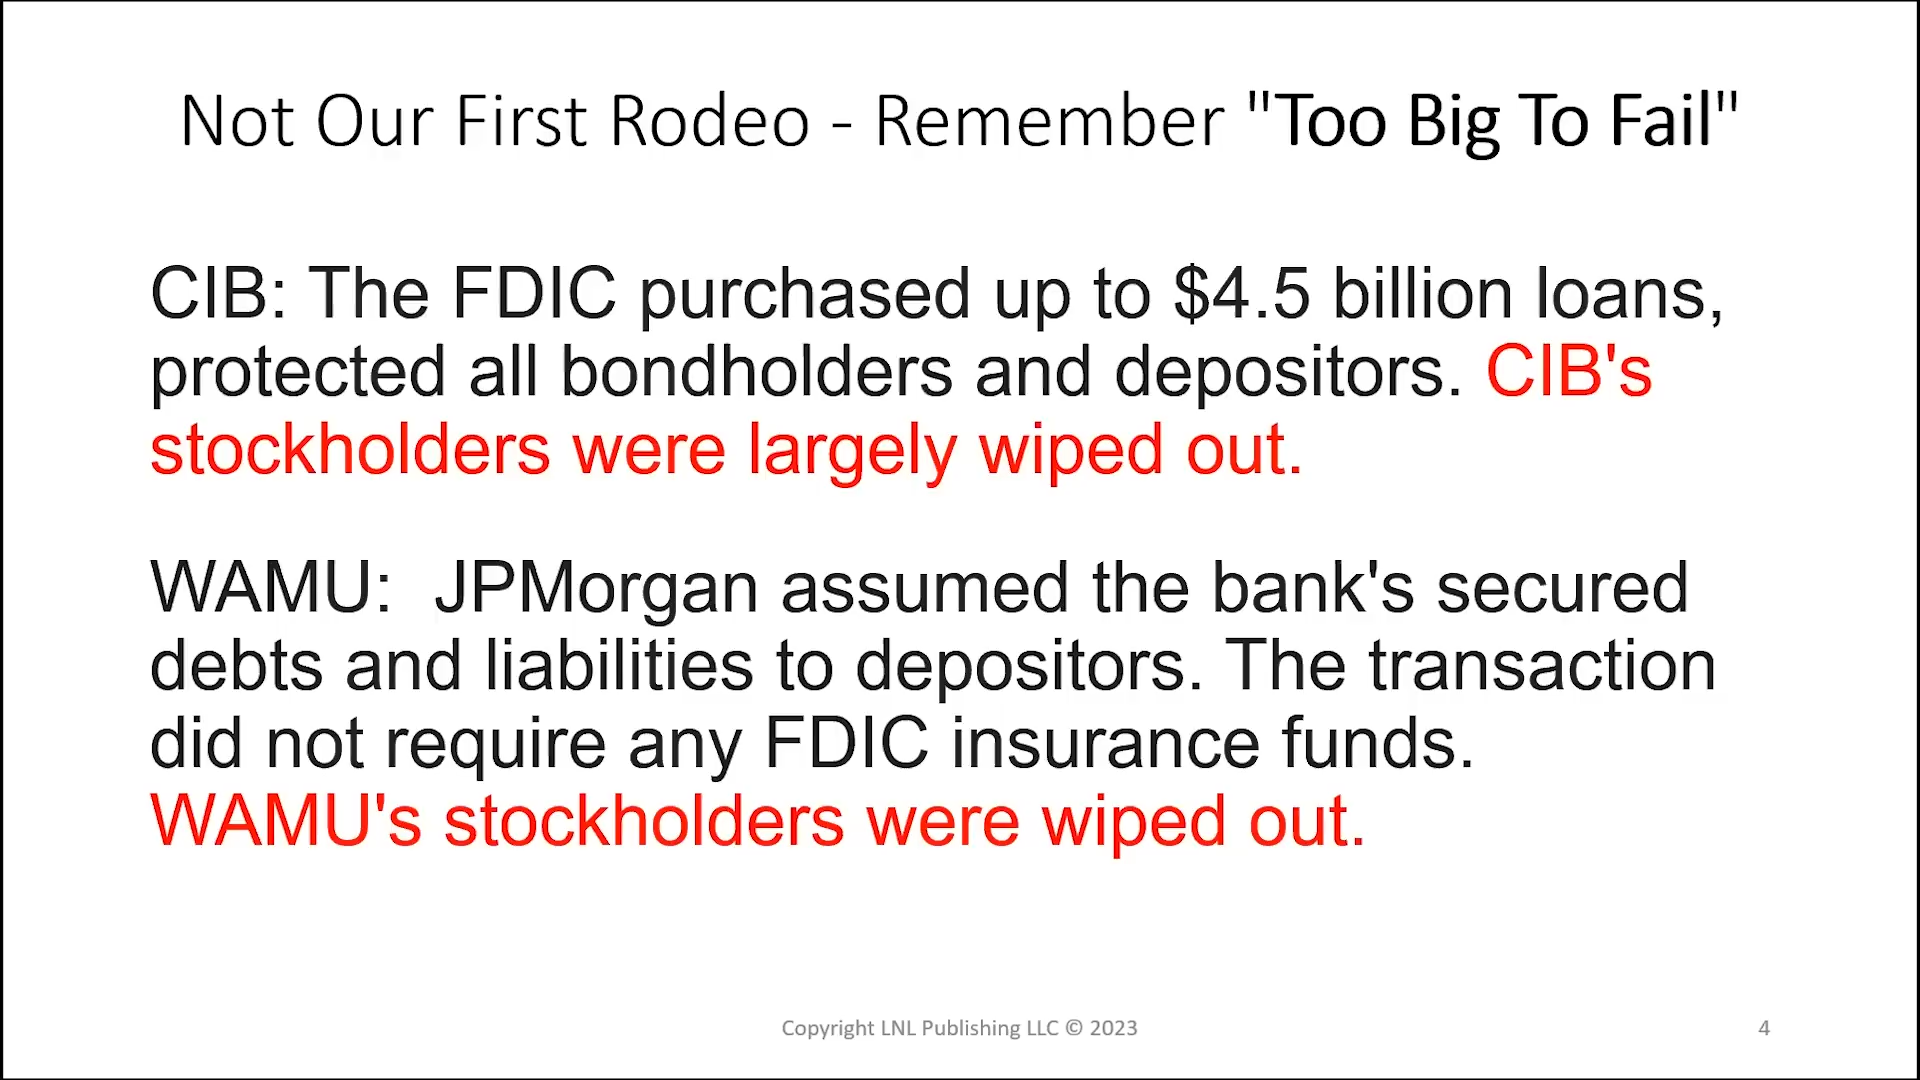 Not Our First Rodeo - Remember "Too Big To Fail"
CIB: The FDIC purchased up to $4.5 billion loans,
protected all bondholders and depositors. CIB's
stockholders were largely wiped out.
WAMU:  JPMorgan assumed the bank's secured
debts and liabilities to depositors. The transaction
did not require any FDIC insurance funds.
WAMU's stockholders were wiped out.
Copyright LNL Publishing LLC © 2023
4